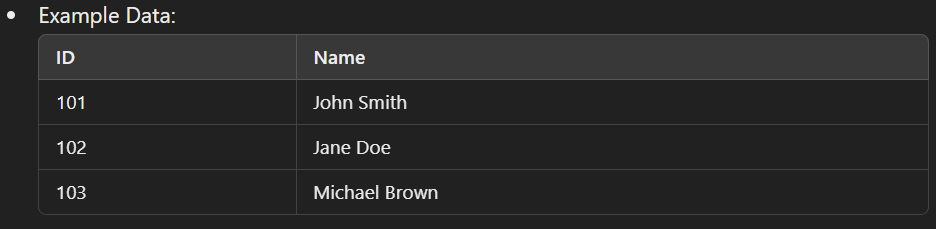 Example Data:
ID Name
101 John Smith
102 Jane Doe
103 Michael Brown